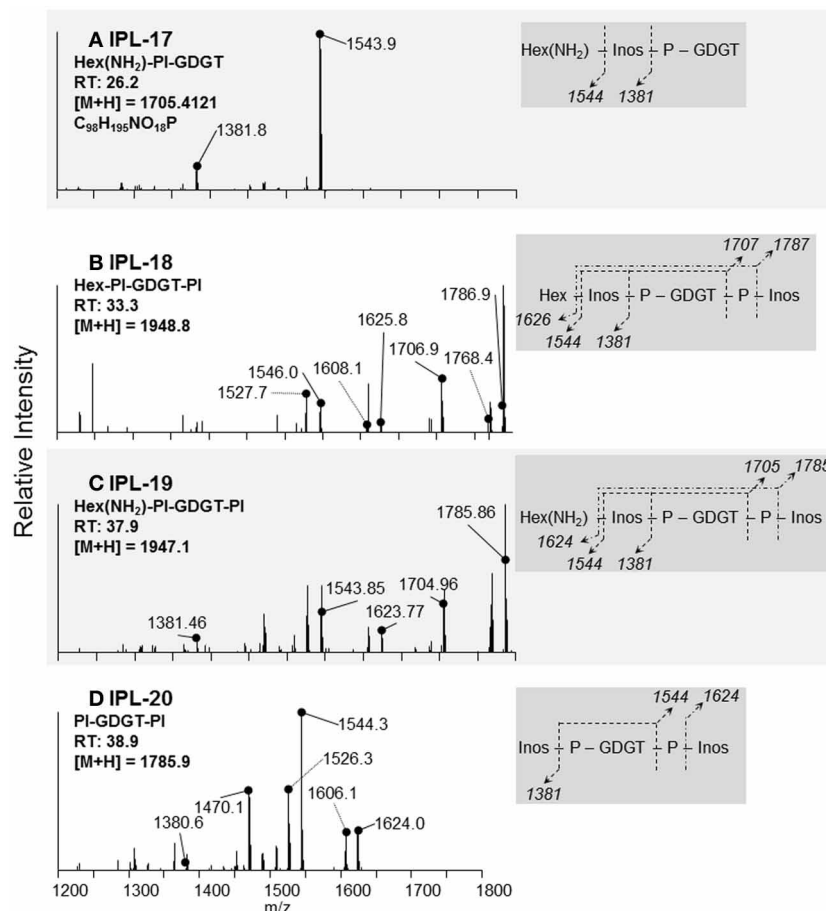 A IPL-17
Hex(NH₂)-PI-GDGT
RT: 26.2
[M+H] = 1705.4121
C₉₈H₁₉₅NO₁₈P
1543.9
1381.8
Hex(NH₂) Inos P – GDGT
1544 1381
B IPL-18
Hex-PI-GDGT-PI
RT: 33.3
[M+H] = 1948.8
1527.7
1546.0
1608.1
1625.8
1706.9
1768.4
1786.9
1707 1787
Hex Inos P – GDGT P Inos
1626
1544 1381
Relative Intensity
C IPL-19
Hex(NH₂)-PI-GDGT-PI
RT: 37.9
[M+H] = 1947.1
1381.46
1543.85
1623.77
1704.96
1785.86
1705 1785
Hex(NH₂) Inos P – GDGT P Inos
1624
1544 1381
D IPL-20
PI-GDGT-PI
RT: 38.9
[M+H] = 1785.9
1380.6
1470.1
1544.3
1526.3
1606.1
1624.0
1544 1624
Inos P – GDGT P Inos
1381
1200 1300 1400 1500 1600 1700 1800
m/z